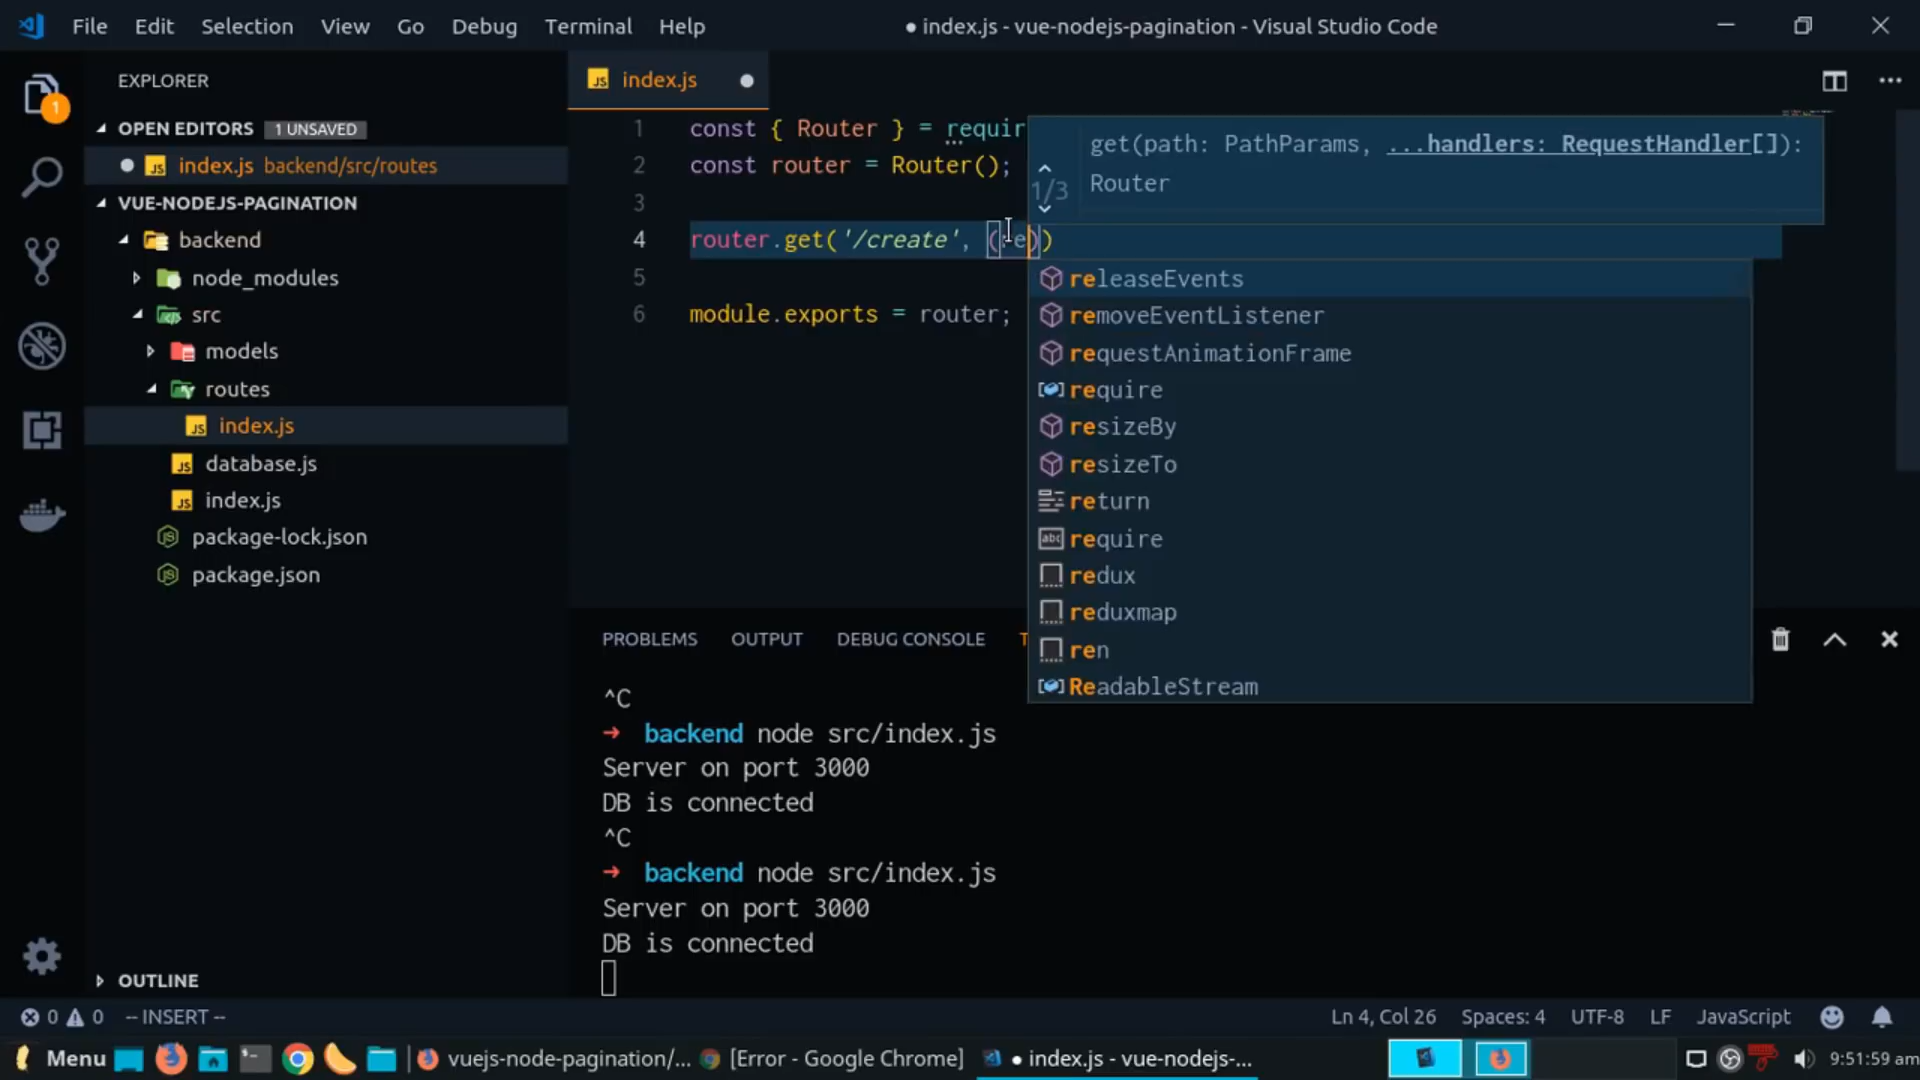 File Edit Selection View Go Debug Terminal Help
● index.js - vue-nodejs-pagination - Visual Studio Code
EXPLORER
OPEN EDITORS 1 UNSAVED
JS index.js backend/src/routes
VUE-NODEJS-PAGINATION
backend
node_modules
src
models
routes
JS index.js
JS database.js
JS index.js
package-lock.json
package.json
OUTLINE
1
JS index.js
1 const { Router } = requir
2 const router = Router();
3
4 router.get('/create', (re))
5
6 module.exports = router;
1/3
get(path: PathParams, ...handlers: RequestHandler[]):
Router
releaseEvents
removeEventListener
requestAnimationFrame
require
resizeBy
resizeTo
return
abc require
redux
reduxmap
ren
ReadableStream
PROBLEMS OUTPUT DEBUG CONSOLE T
^C
➜ backend node src/index.js
Server on port 3000
DB is connected
^C
➜ backend node src/index.js
Server on port 3000
DB is connected
0 0 -- INSERT -- Ln 4, Col 26 Spaces: 4 UTF-8 LF JavaScript
Menu vuejs-node-pagination/... [Error - Google Chrome] ● index.js - vue-nodejs-... 9:51:59 am